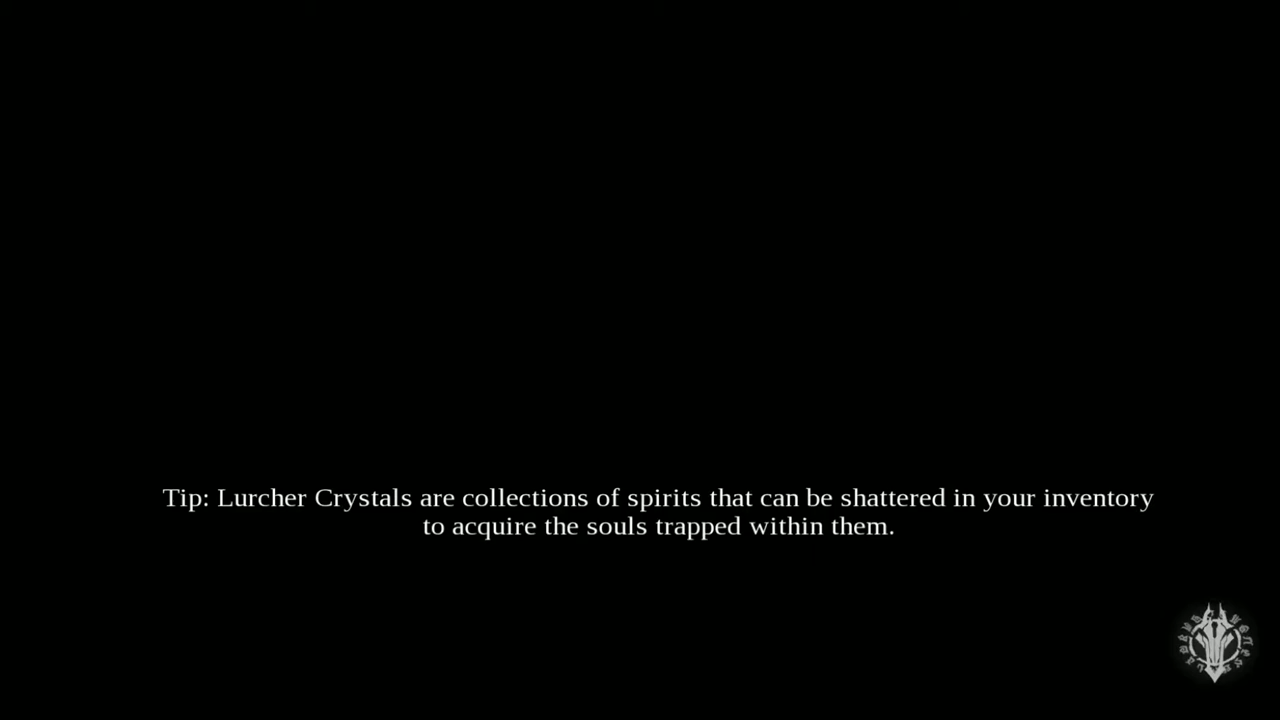 Tip: Lurcher Crystals are collections of spirits that can be shattered in your inventory
to acquire the souls trapped within them.